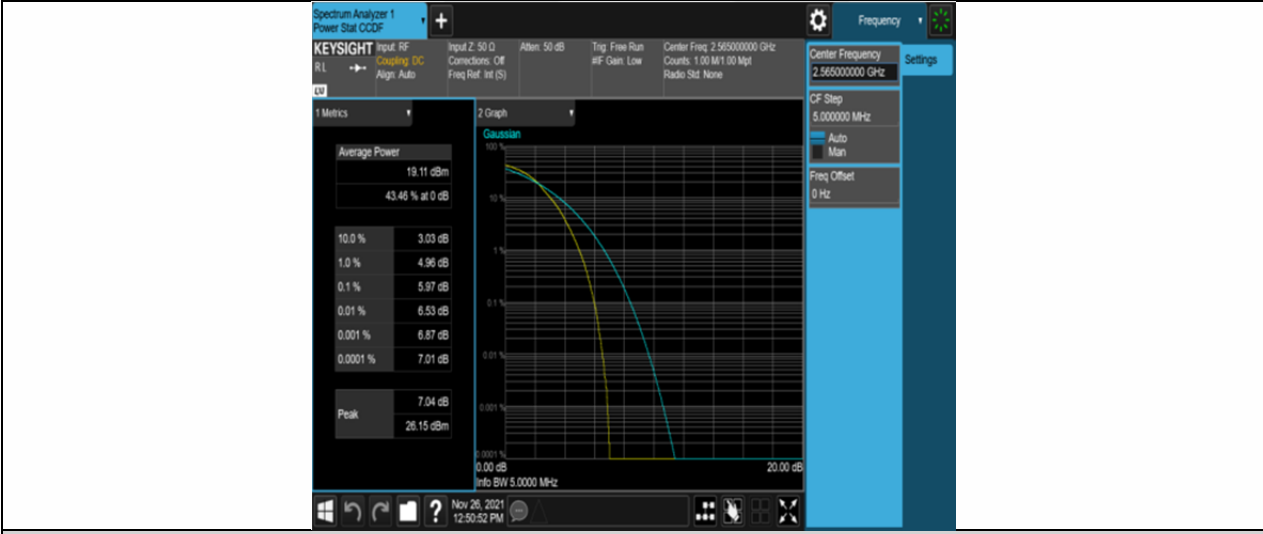 Spectrum Analyzer 1
Power Stat CCDF
+
Frequency
KEYSIGHT
R L
Input: RF
Coupling: DC
Align: Auto
Input Z: 50 Ω
Corrections: Off
Freq Ref: Int (S)
Atten: 50 dB
Trig: Free Run
#IF Gain: Low
Center Freq: 2.565000000 GHz
Counts: 1.00 M/1.00 Mpt
Radio Std: None
Center Frequency
2.565000000 GHz
Settings
CF Step
5.000000 MHz
Auto
Man
Freq Offset
0 Hz
1 Metrics
Average Power
19.11 dBm
43.46 % at 0 dB
10.0 % 3.03 dB
1.0 % 4.96 dB
0.1 % 5.97 dB
0.01 % 6.53 dB
0.001 % 6.87 dB
0.0001 % 7.01 dB
Peak
7.04 dB
26.15 dBm
2 Graph
Gaussian
100 %
10 %
1 %
0.1 %
0.01 %
0.001 %
0.0001 %
0.00 dB 20.00 dB
Info BW 5.0000 MHz
?
Nov 26, 2021
12:50:52 PM